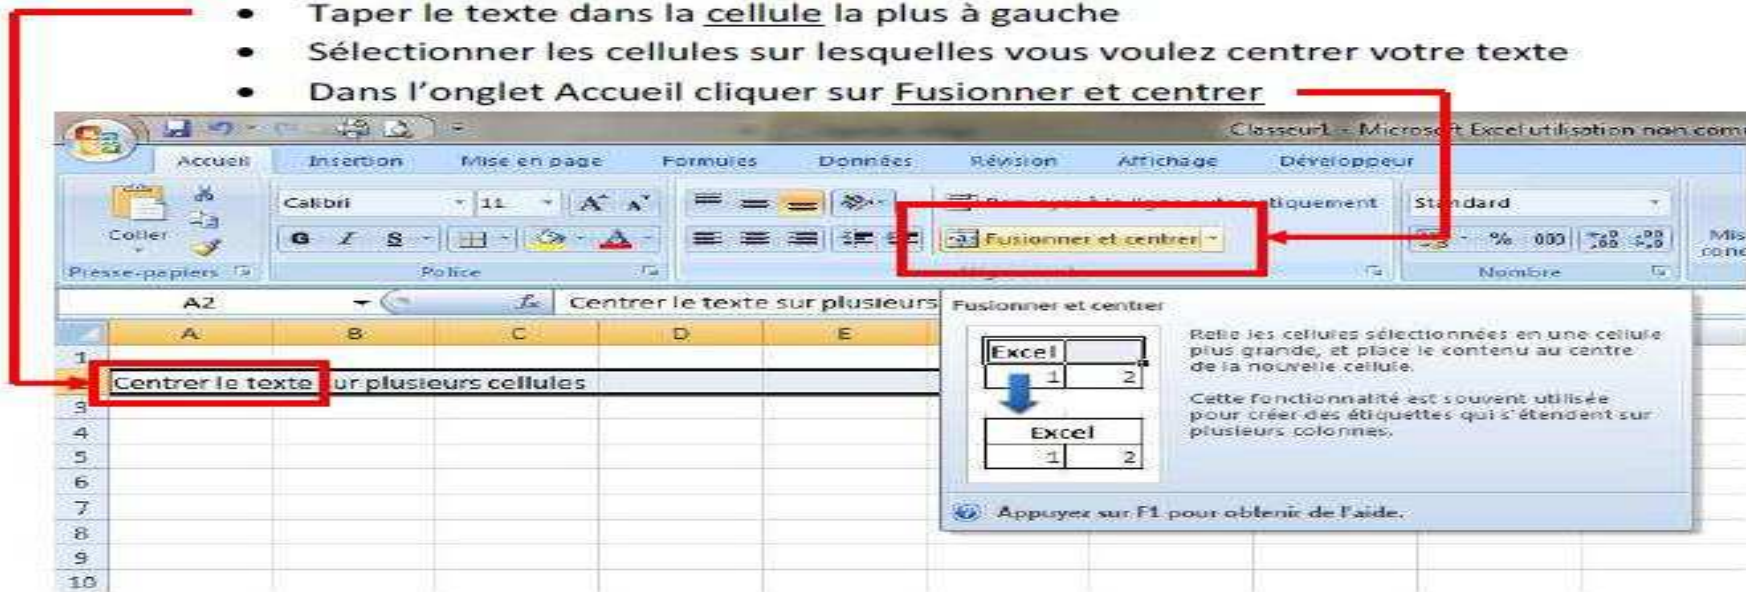 • Taper le texte dans la cellule la plus à gauche
• Sélectionner les cellules sur lesquelles vous voulez centrer votre texte
• Dans l'onglet Accueil cliquer sur Fusionner et centrer
Classeur1 - Microsoft Excel utilisation non com
Accueil Insertion Mise en page Formules Données Révision Affichage Développeur
Calibri 11 A A tiquement Standard
Coller G I S A Fusionner et centrer % 000 Mis
Presse-papiers Police Nombre
A2 fx Centrer le texte sur plusieurs
Fusionner et centrer
Relie les cellules sélectionnées en une cellule
plus grande, et place le contenu au centre
de la nouvelle cellule.
Cette fonctionnalité est souvent utilisée
pour créer des étiquettes qui s'étendent sur
plusieurs colonnes.
Excel
1 2
Excel
1 2
Appuyez sur F1 pour obtenir de l'aide.
A B C D E
1
Centrer le texte sur plusieurs cellules
3
4
5
6
7
8
9
10